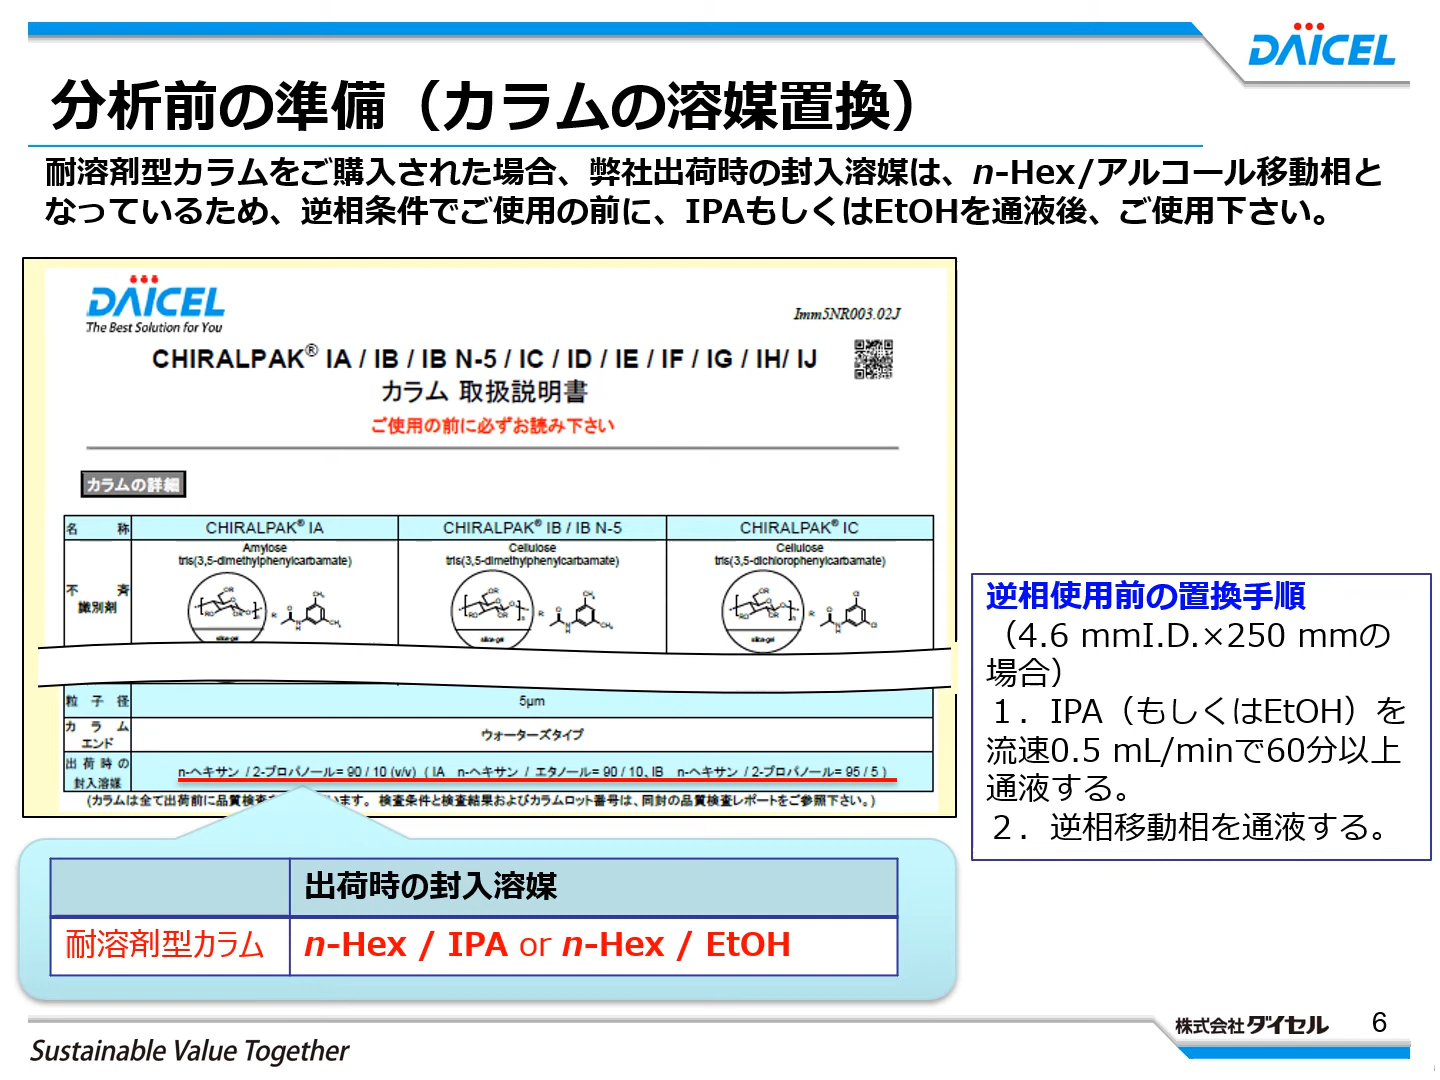 DAICEL
分析前の準備（カラムの溶媒置換）
耐溶剤型カラムをご購入された場合、弊社出荷時の封入溶媒は、n-Hex/アルコール移動相と
なっているため、逆相条件でご使用の前に、IPAもしくはEtOHを通液後、ご使用下さい。
DAICEL
The Best Solution for You
Imm5NR003.02J
CHIRALPAK® IA / IB / IB N-5 / IC / ID / IE / IF / IG / IH/ IJ
カラム 取扱説明書
ご使用の前に必ずお読み下さい
カラムの詳細
名 称 CHIRALPAK® IA CHIRALPAK® IB / IB N-5 CHIRALPAK® IC
不 斉
識別剤
Amylose
tris(3,5-dimethylphenylcarbamate)
Cellulose
tris(3,5-dimethylphenylcarbamate)
Cellulose
tris(3,5-dichlorophenylcarbamate)
粒 子 径 5μm
カ ラ ム
エンド
ウォーターズタイプ
出 荷 時 の
封入溶媒
n-ヘキサン / 2-プロパノール= 90 / 10 (v/v) ( IA n-ヘキサン / エタノール= 90 / 10、IB n-ヘキサン / 2-プロパノール= 95 / 5 )
(カラムは全て出荷前に品質検査 います。 検査条件と検査結果およびカラムロット番号は、同封の品質検査レポートをご参照下さい。)
出荷時の封入溶媒
耐溶剤型カラム n-Hex / IPA or n-Hex / EtOH
逆相使用前の置換手順
（4.6 mmI.D.×250 mmの
場合）
１．IPA（もしくはEtOH）を
流速0.5 mL/minで60分以上
通液する。
２．逆相移動相を通液する。
Sustainable Value Together
株式会社ダイセル
6